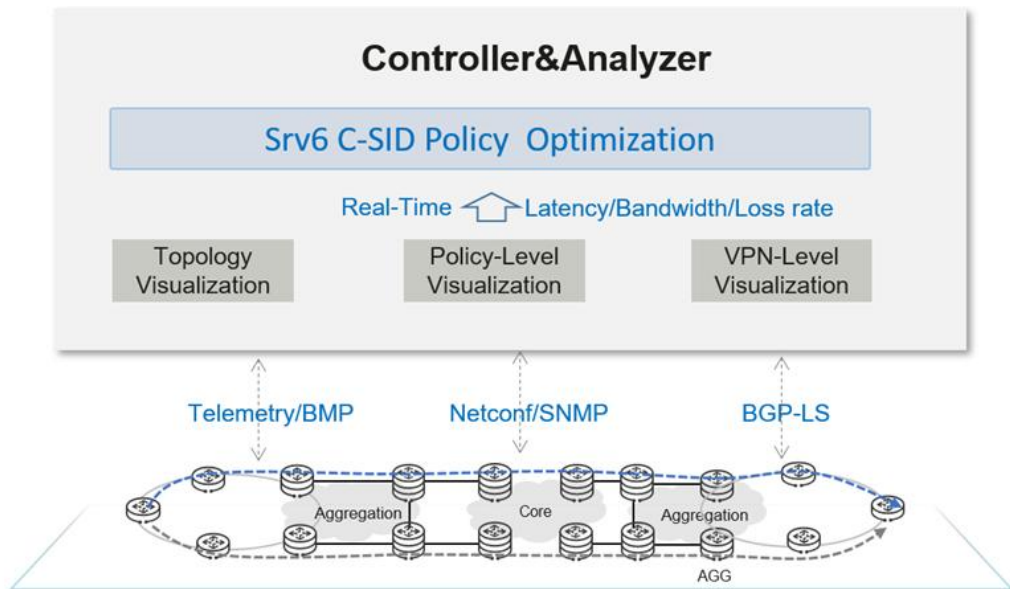 Controller&Analyzer
Srv6 C-SID Policy Optimization
Real-Time Latency/Bandwidth/Loss rate
Topology
Visualization
Policy-Level
Visualization
VPN-Level
Visualization
Telemetry/BMP
Netconf/SNMP
BGP-LS
Aggregation
Core
Aggregation
AGG